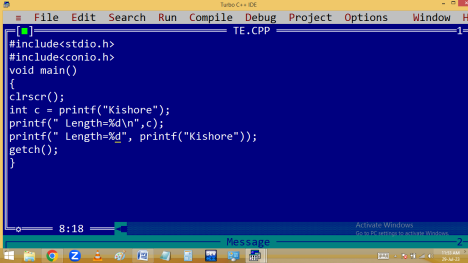 Turbo C++ IDE
≡ File Edit Search Run Compile Debug Project Options Window H
[■] TE.CPP 1
#include<stdio.h>
#include<conio.h>
void main()
{
clrscr();
int c = printf("Kishore");
printf(" Length=%d\n",c);
printf(" Length=%d", printf("Kishore"));
getch();
}
8:18
Activate Windows
Go to PC settings to activate Windows.
Message 2